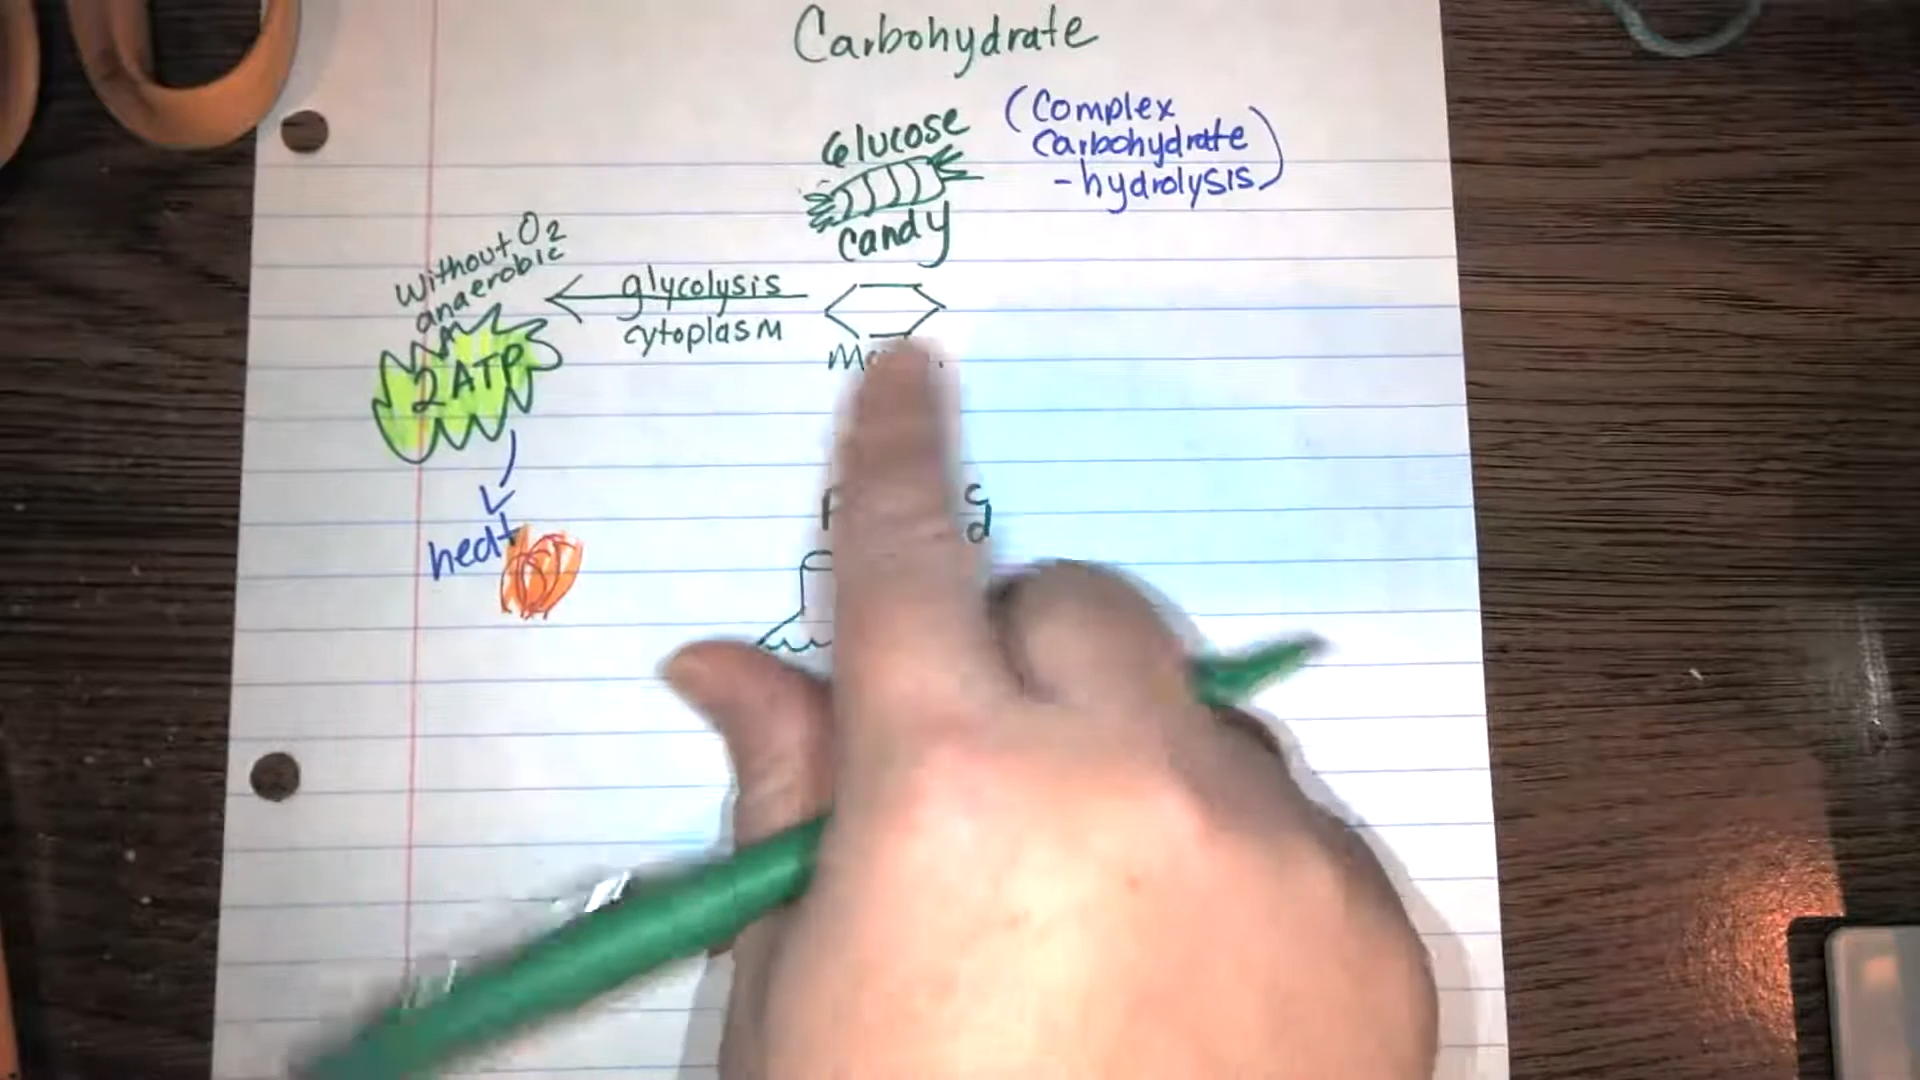 Carbohydrate
Glucose
candy
(Complex
Carbohydrate
-hydrolysis)
Without O2
anaerobic
glycolysis
cytoplasm
2 ATP
heat